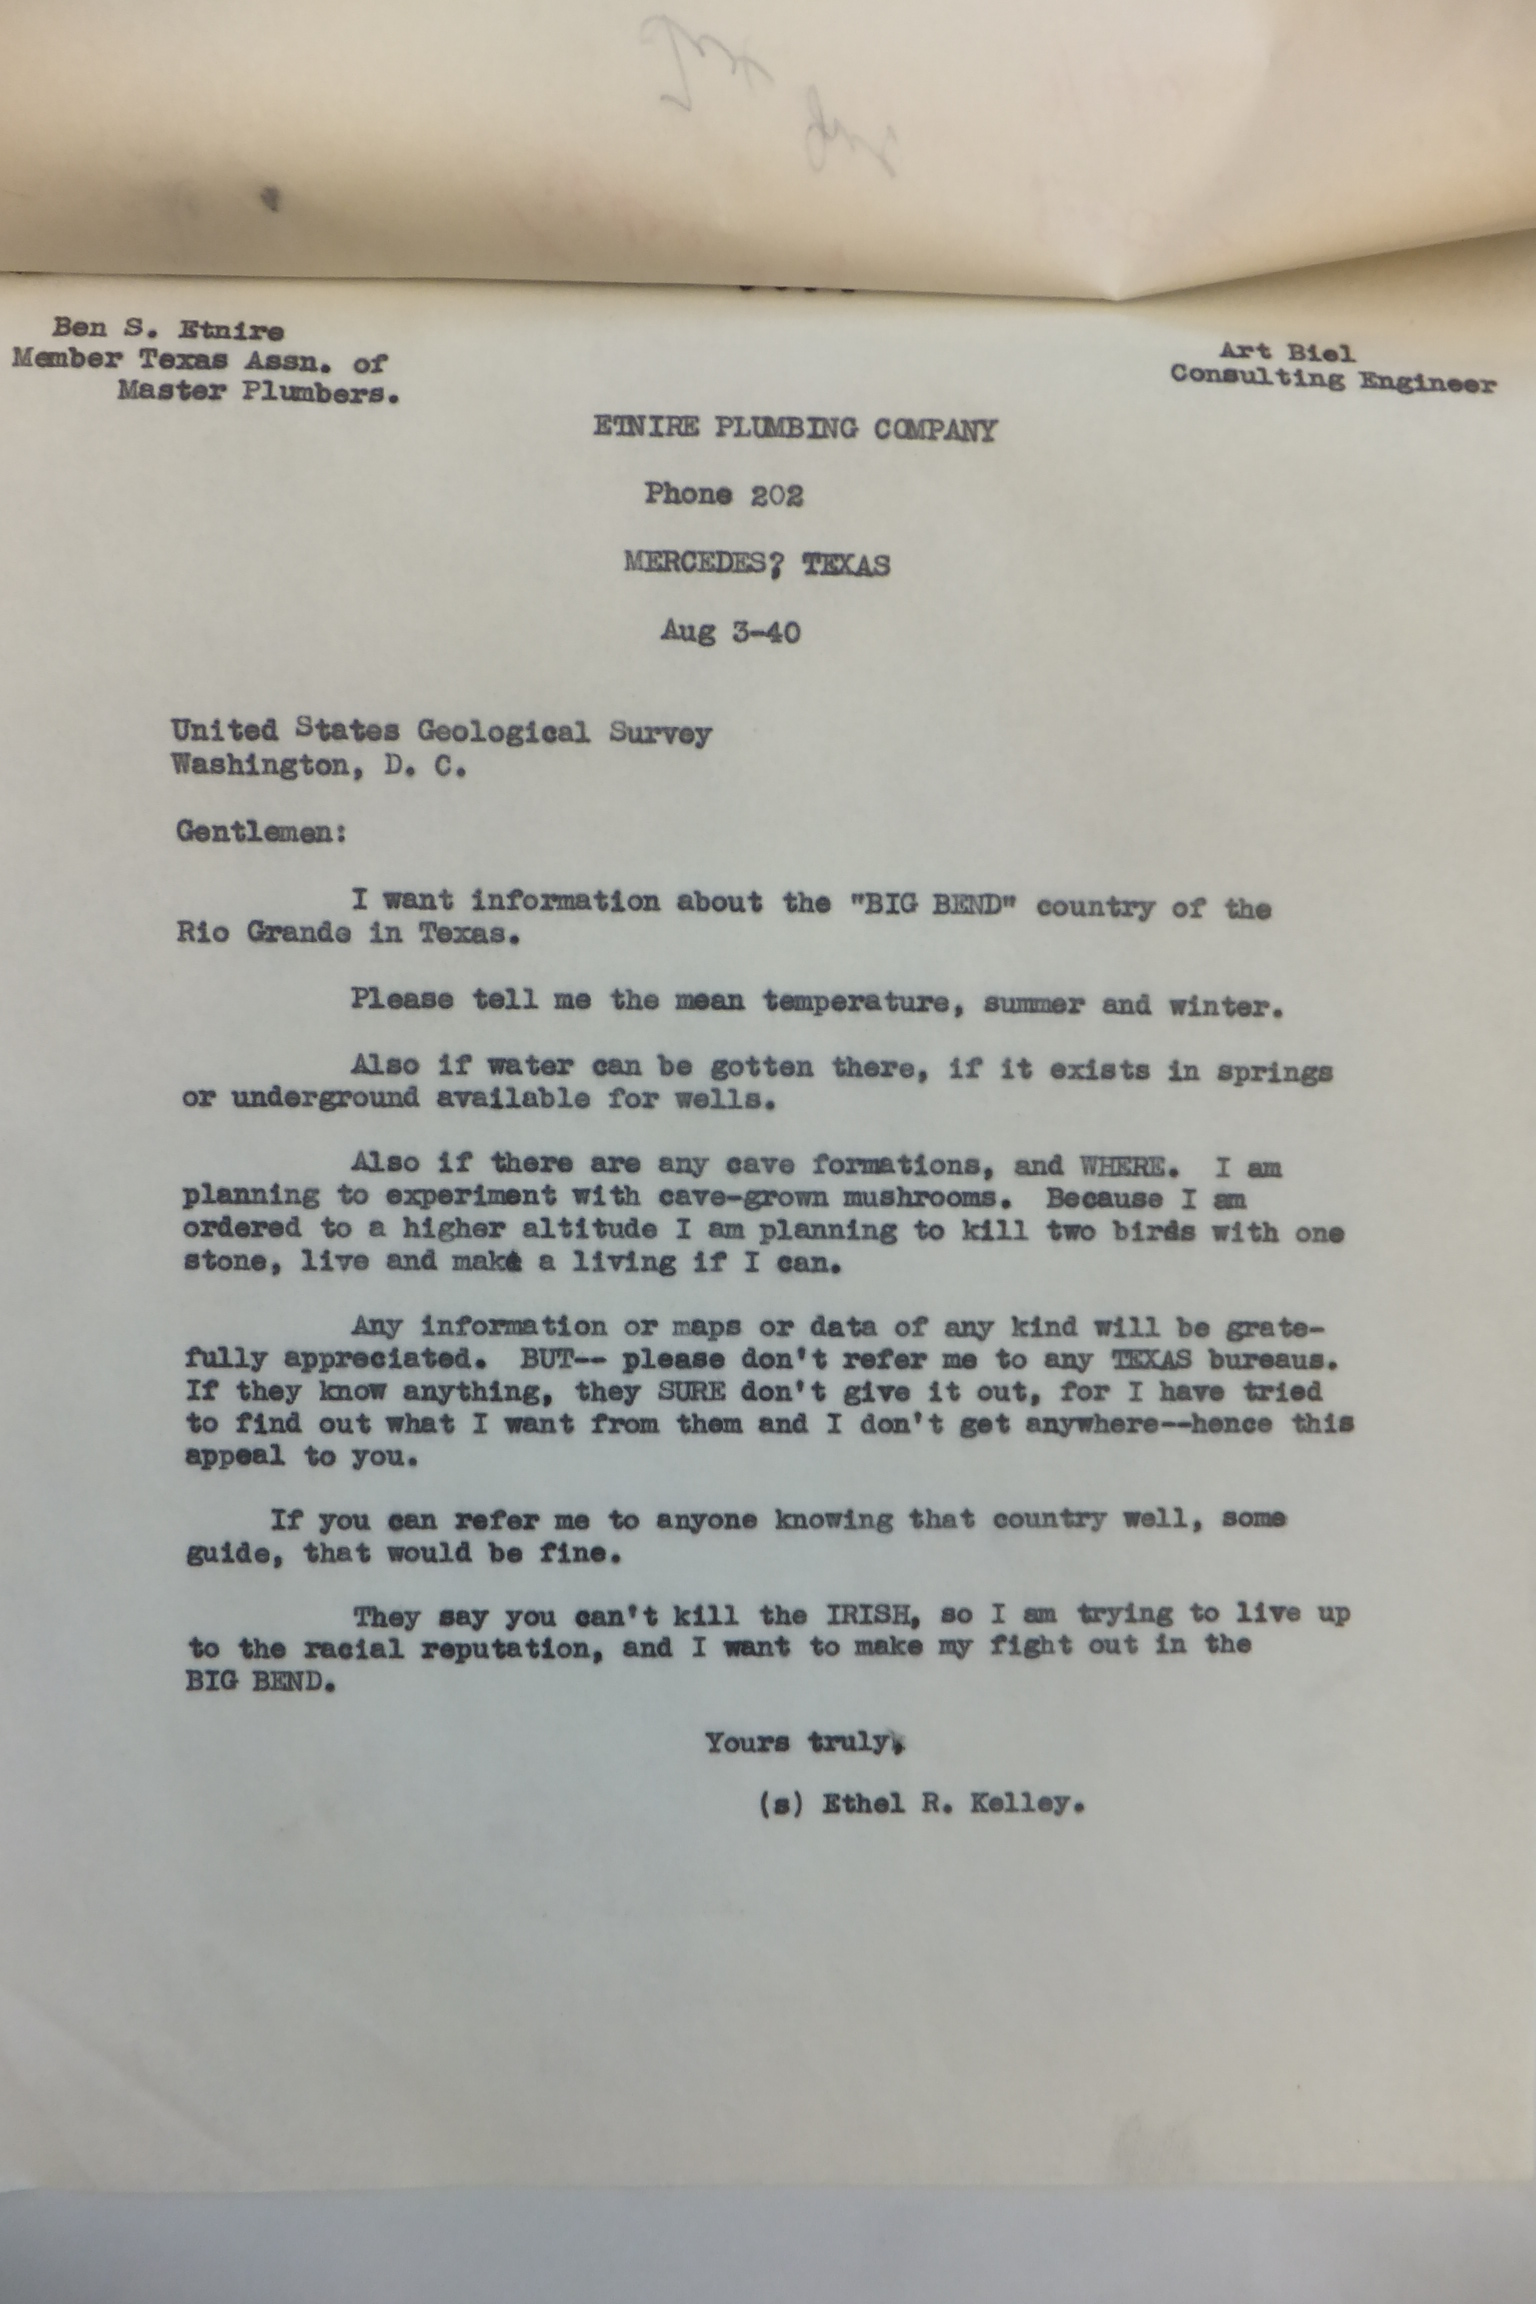 Ben S. Etnire
Member Texas Assn. of
Master Plumbers.
Art Biel
Consulting Engineer
ETNIRE PLUMBING COMPANY
Phone 202
MERCEDES? TEXAS
Aug 3-40
United States Geological Survey
Washington, D. C.
Gentlemen:
I want information about the "BIG BEND" country of the
Rio Grande in Texas.
Please tell me the mean temperature, summer and winter.
Also if water can be gotten there, if it exists in springs
or underground available for wells.
Also if there are any cave formations, and WHERE. I am
planning to experiment with cave-grown mushrooms. Because I am
ordered to a higher altitude I am planning to kill two birds with one
stone, live and make a living if I can.
Any information or maps or data of any kind will be grate-
fully appreciated. BUT-- please don't refer me to any TEXAS bureaus.
If they know anything, they SURE don't give it out, for I have tried
to find out what I want from them and I don't get anywhere--hence this
appeal to you.
If you can refer me to anyone knowing that country well, some
guide, that would be fine.
They say you can't kill the IRISH, so I am trying to live up
to the racial reputation, and I want to make my fight out in the
BIG BEND.
Yours truly,
(s) Ethel R. Kelley.